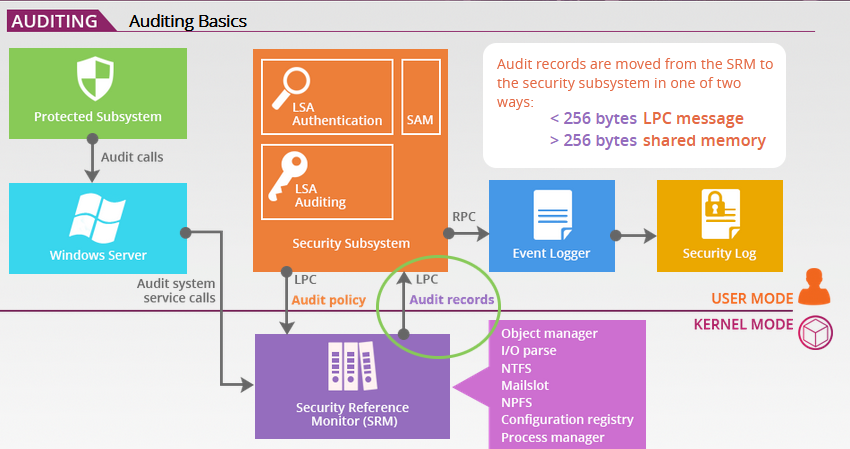 AUDITING
Auditing Basics
Protected Subsystem
Audit calls
Windows Server
Audit system
service calls
LSA
Authentication
SAM
LSA
Auditing
Security Subsystem
Audit records are moved from the SRM to
the security subsystem in one of two
ways:
< 256 bytes LPC message
> 256 bytes shared memory
RPC
Event Logger
Security Log
LPC
Audit policy
LPC
Audit records
USER MODE
KERNEL MODE
Security Reference
Monitor (SRM)
Object manager
I/O parse
NTFS
Mailslot
NPFS
Configuration registry
Process manager